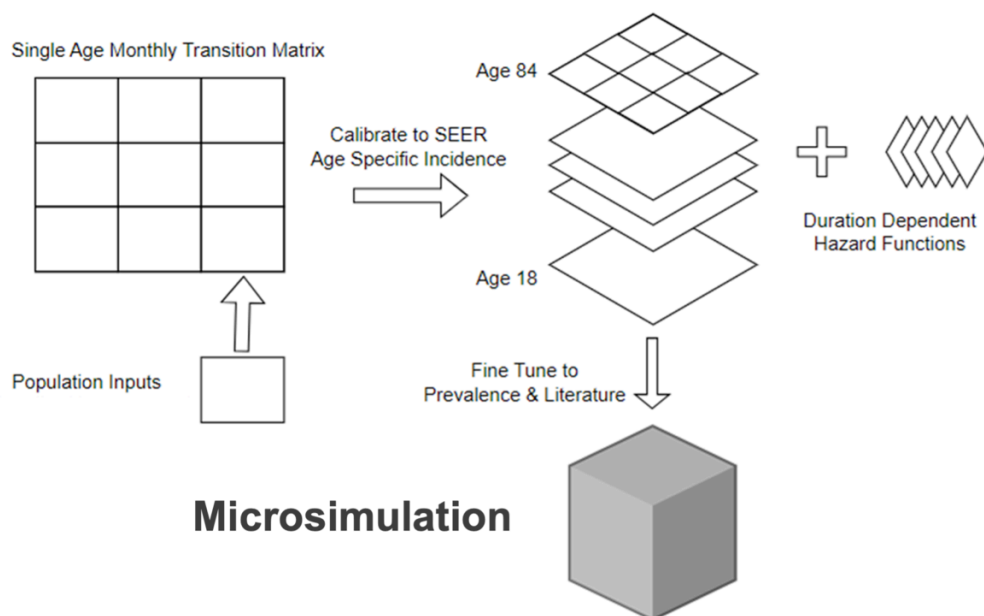 Single Age Monthly Transition Matrix
Age 84
Calibrate to SEER
Age Specific Incidence
Duration Dependent
Hazard Functions
Age 18
Population Inputs
Fine Tune to
Prevalence & Literature
Microsimulation